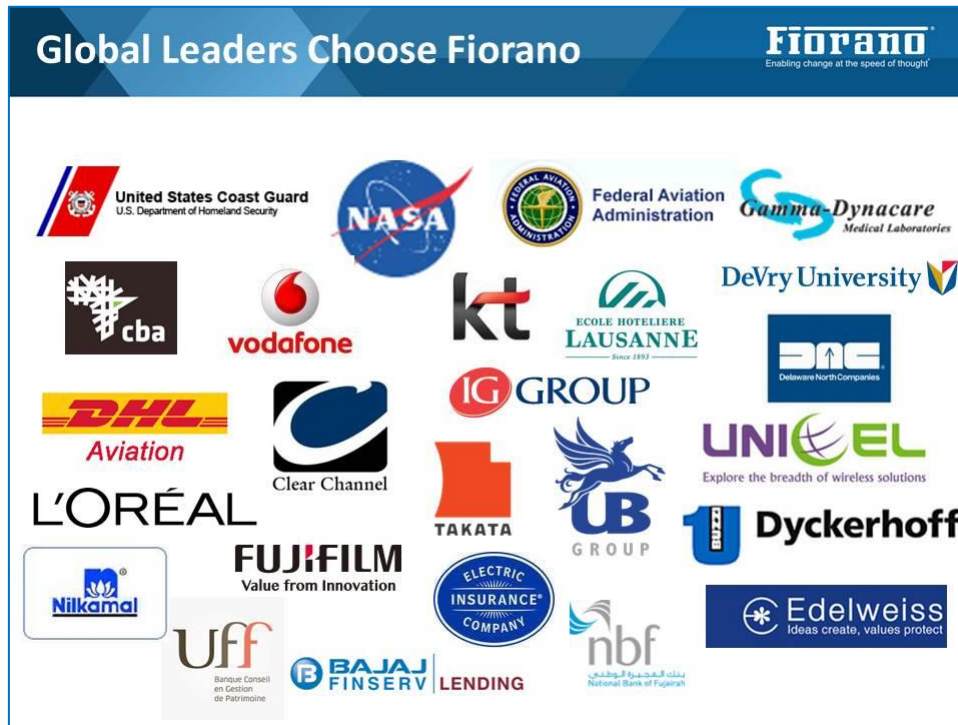 Global Leaders Choose Fiorano
Fiorano®
Enabling change at the speed of thought
United States Coast Guard
U.S. Department of Homeland Security
NASA
FEDERAL AVIATION
ADMINISTRATION
Federal Aviation
Administration
Gamma-Dynacare
Medical Laboratories
cba
vodafone
kt
ECOLE HOTELIERE
LAUSANNE
Since 1893
DeVry University
Delaware North Companies
DHL
Aviation
Clear Channel
IG GROUP
UNICEL
Explore the breadth of wireless solutions
L'ORÉAL
TAKATA
UB
GROUP
Dyckerhoff
Nilkamal
FUJIFILM
Value from Innovation
ELECTRIC
INSURANCE®
COMPANY
Edelweiss
Ideas create, values protect
uff
Banque Conseil
en Gestion
de Patrimoine
B BAJAJ
FINSERV LENDING
nbf
بنك الفجيرة الوطني
National Bank of Fujairah